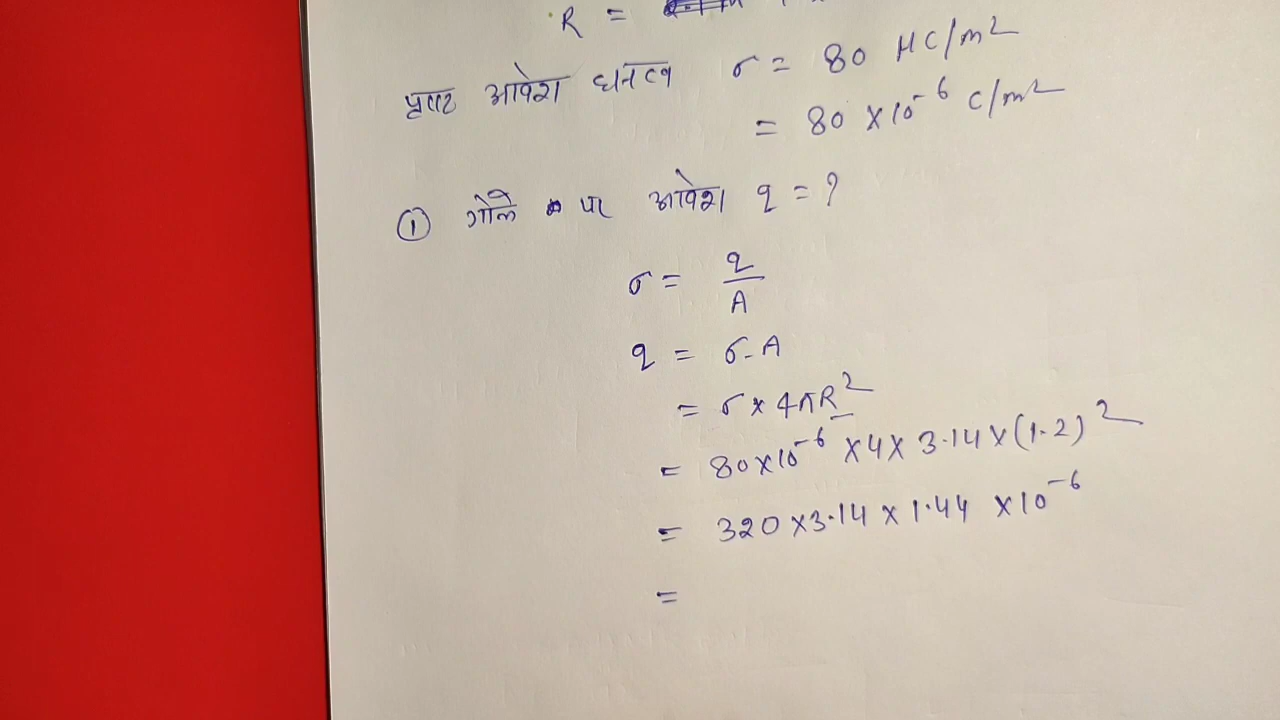 R =
पृष्ठ आवेश घनत्व σ = 80 μC/m²
= 80 × 10⁻⁶ C/m²
① गोले पर आवेश q = ?
σ = q/A
q = σ.A
= σ × 4πR²
= 80×10⁻⁶ ×4× 3.14×(1.2)²
= 320 ×3.14 × 1.44 ×10⁻⁶
=